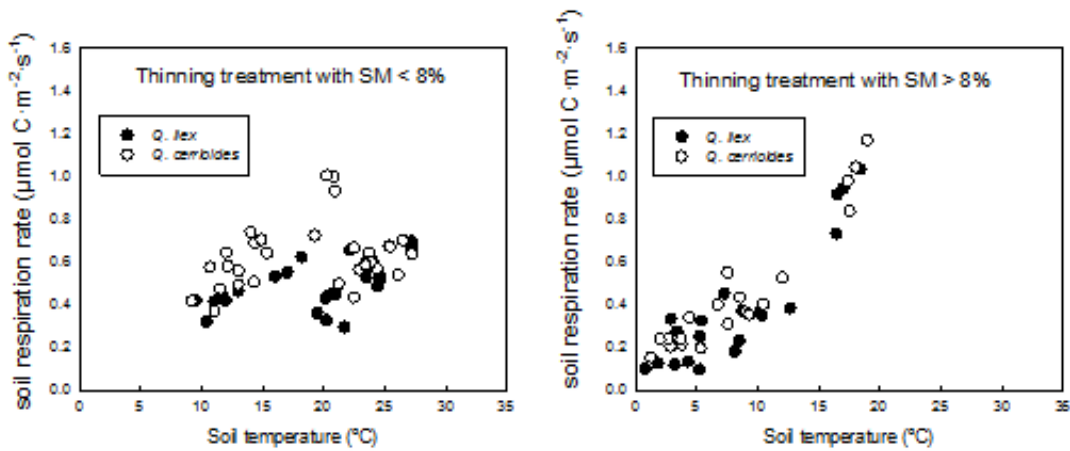 Thinning treatment with SM < 8%
Q. ilex
Q. cerrioides
soil respiration rate (μmol C ·m⁻²·s⁻¹)
1.6
1.4
1.2
1.0
0.8
0.6
0.4
0.2
0.0
0 5 10 15 20 25 30 35
Soil temperature (°C)
Thinning treatment with SM > 8%
Q. ilex
Q. cerrioides
soil respiration rate (μmol C ·m⁻²·s⁻¹)
1.6
1.4
1.2
1.0
0.8
0.6
0.4
0.2
0.0
0 5 10 15 20 25 30 35
Soil temperature (°C)